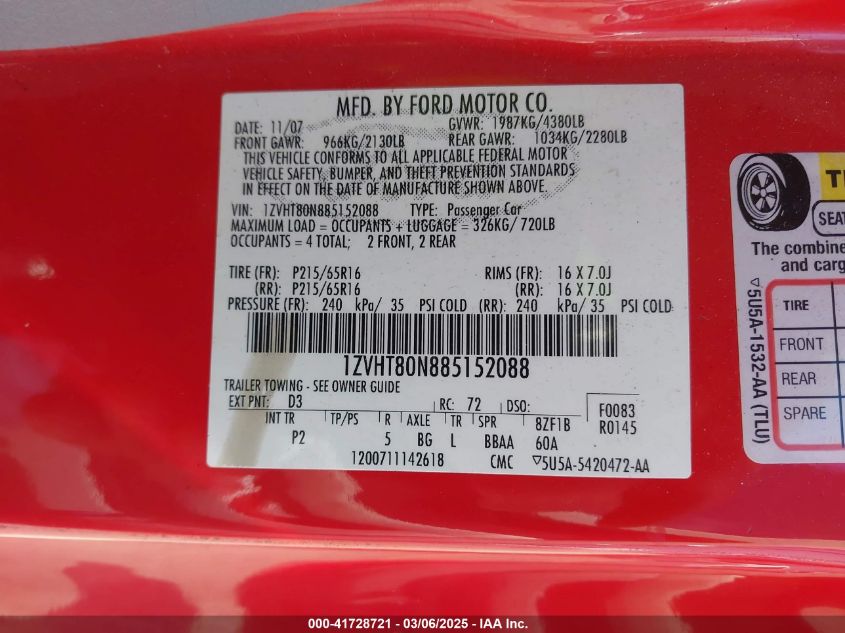 MFD. BY FORD MOTOR CO.
DATE: 11/07 GVWR: 1987KG/4380LB
FRONT GAWR: 966KG/2130LB REAR GAWR: 1034KG/2280LB
THIS VEHICLE CONFORMS TO ALL APPLICABLE FEDERAL MOTOR
VEHICLE SAFETY, BUMPER, AND THEFT PREVENTION STANDARDS
IN EFFECT ON THE DATE OF MANUFACTURE SHOWN ABOVE.
VIN: 1ZVHT80N885152088 TYPE: Passenger Car
MAXIMUM LOAD = OCCUPANTS + LUGGAGE = 326KG/ 720LB
OCCUPANTS = 4 TOTAL; 2 FRONT, 2 REAR
TIRE (FR): P215/65R16 RIMS (FR): 16 X 7.0J
(RR): P215/65R16 (RR): 16 X 7.0J
PRESSURE (FR): 240 kPa/ 35 PSI COLD (RR): 240 kPa/ 35 PSI COLD
1ZVHT80N885152088
TRAILER TOWING - SEE OWNER GUIDE
EXT PNT: D3 RC: 72 DSO: F0083
INT TR TP/PS R AXLE TR SPR 8ZF1B R0145
P2 5 BG L BBAA 60A
1200711142618 CMC ▽5U5A-5420472-AA
SEAT
The combine
and carg
TIRE
FRONT
REAR
SPARE
▽5U5A-1532-AA (TLU)
000-41728721 — 03/06/2025 — IAA Inc.